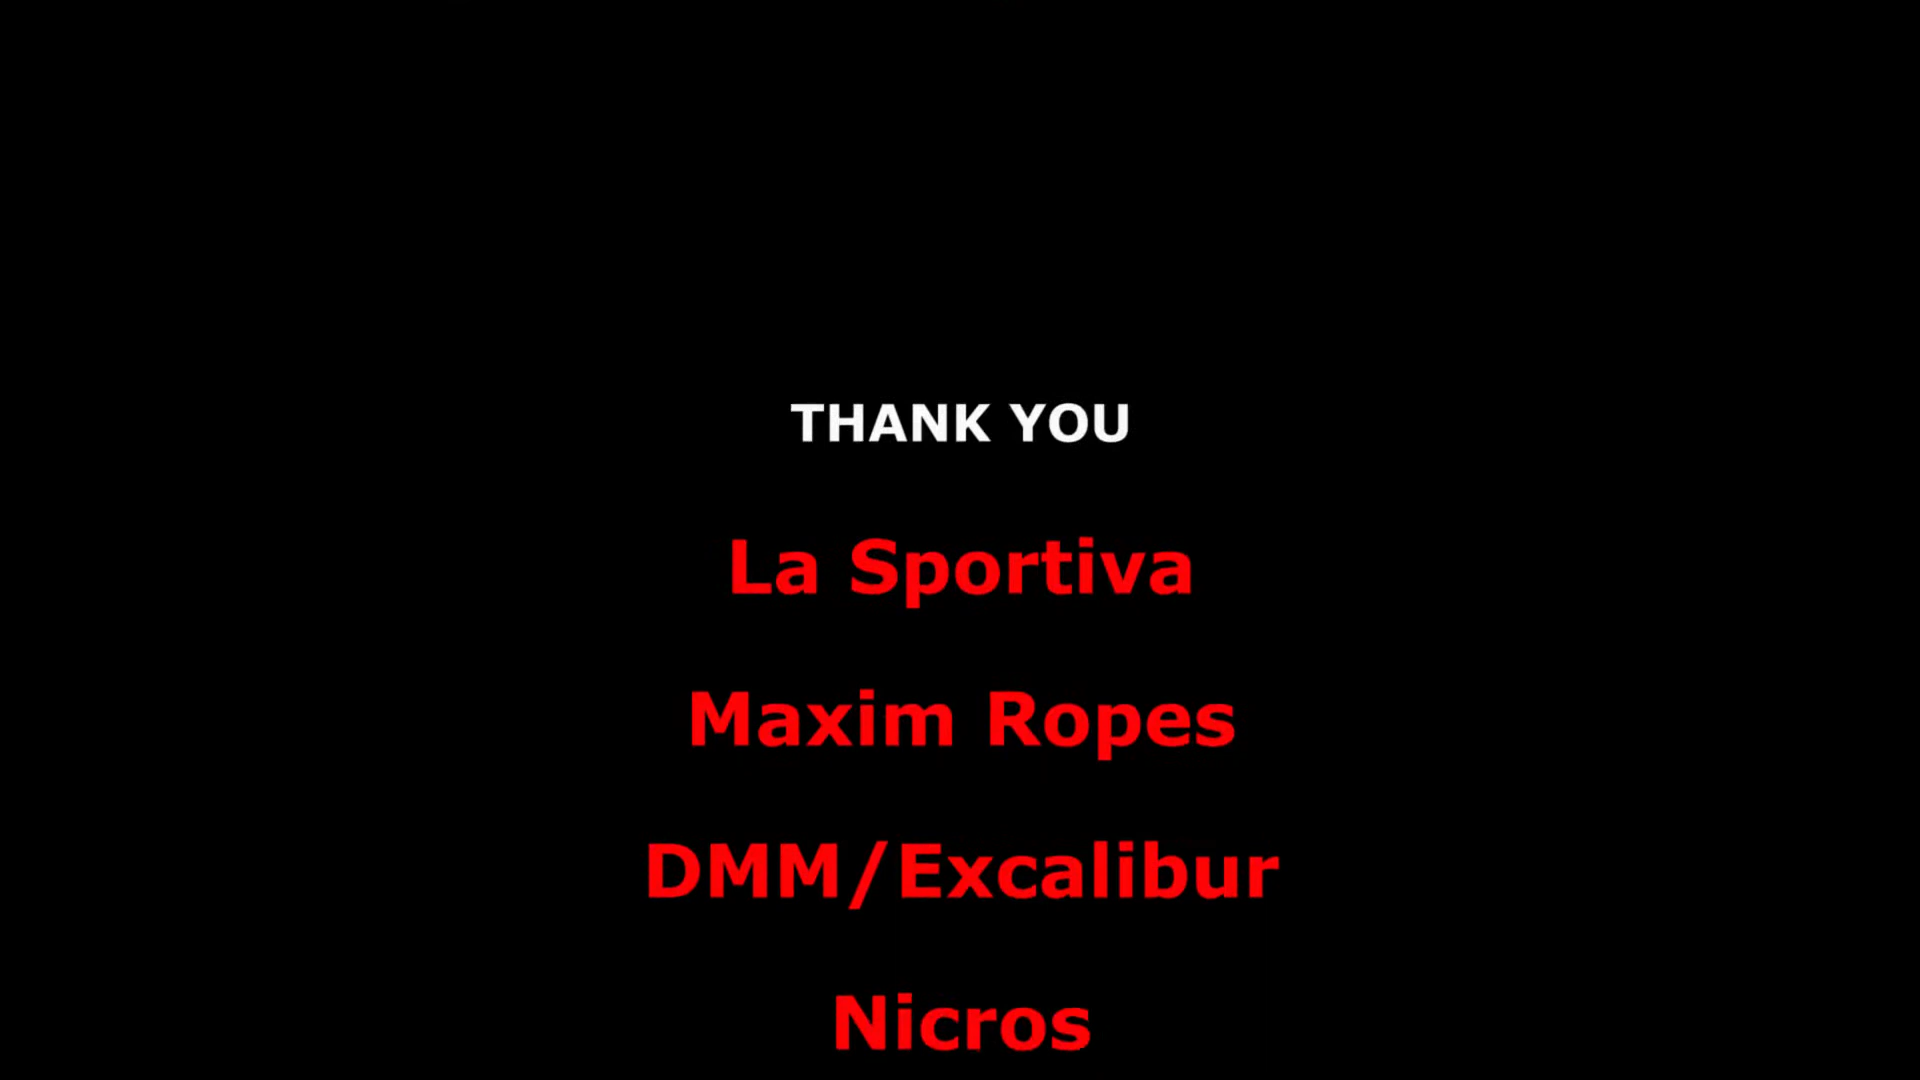 THANK YOU
La Sportiva
Maxim Ropes
DMM/Excalibur
Nicros